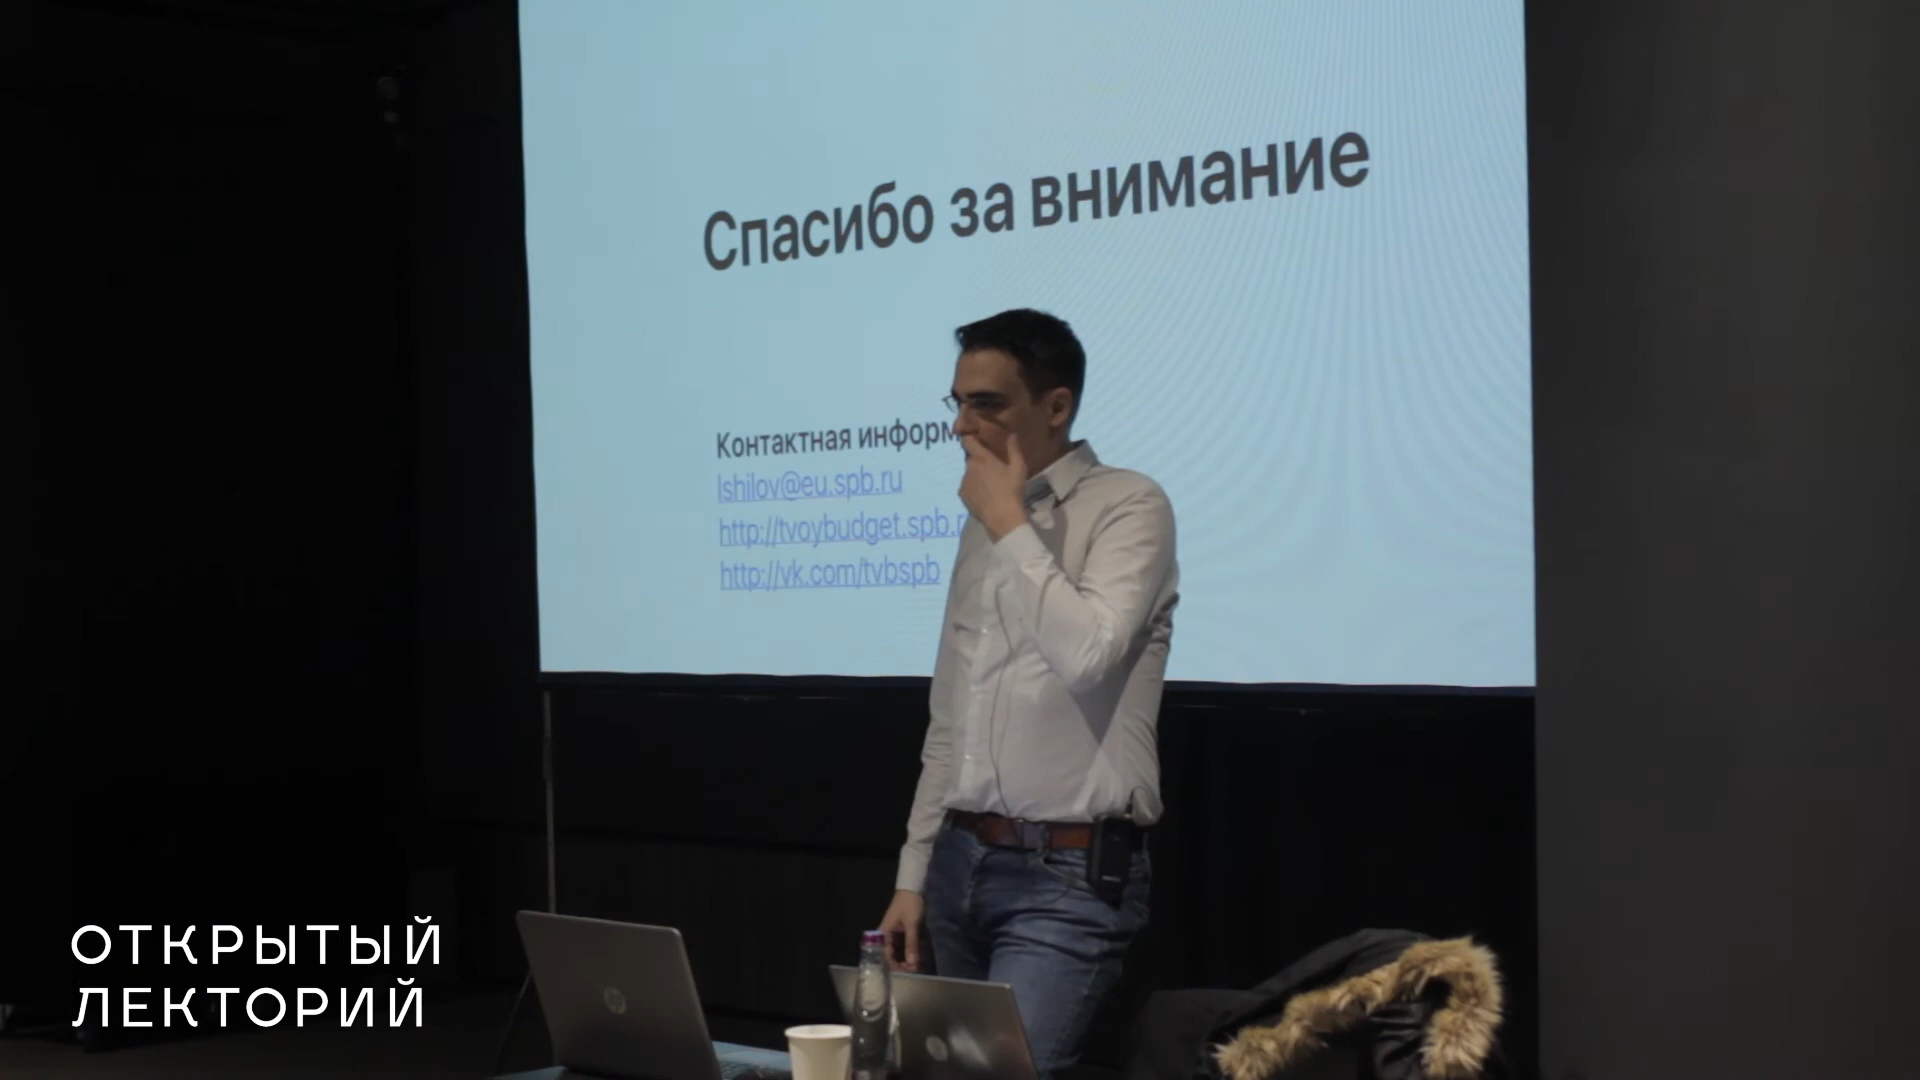 Спасибо за внимание
Контактная информ
lshilov@eu.spb.ru
http://tvoybudget.spb.r
http://vk.com/tvbspb
ОТКРЫТЫЙ
ЛЕКТОРИЙ